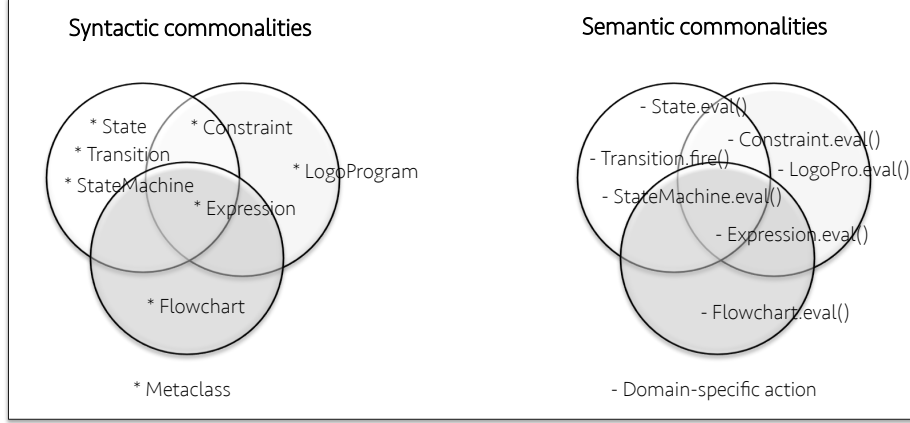 Syntactic commonalities
* State
* Constraint
* Transition
* LogoProgram
* StateMachine
* Expression
* Flowchart
* Metaclass
Semantic commonalities
- State.eval()
- Constraint.eval()
- Transition.fire()
- LogoPro.eval()
- StateMachine.eval()
- Expression.eval()
- Flowchart.eval()
- Domain-specific action